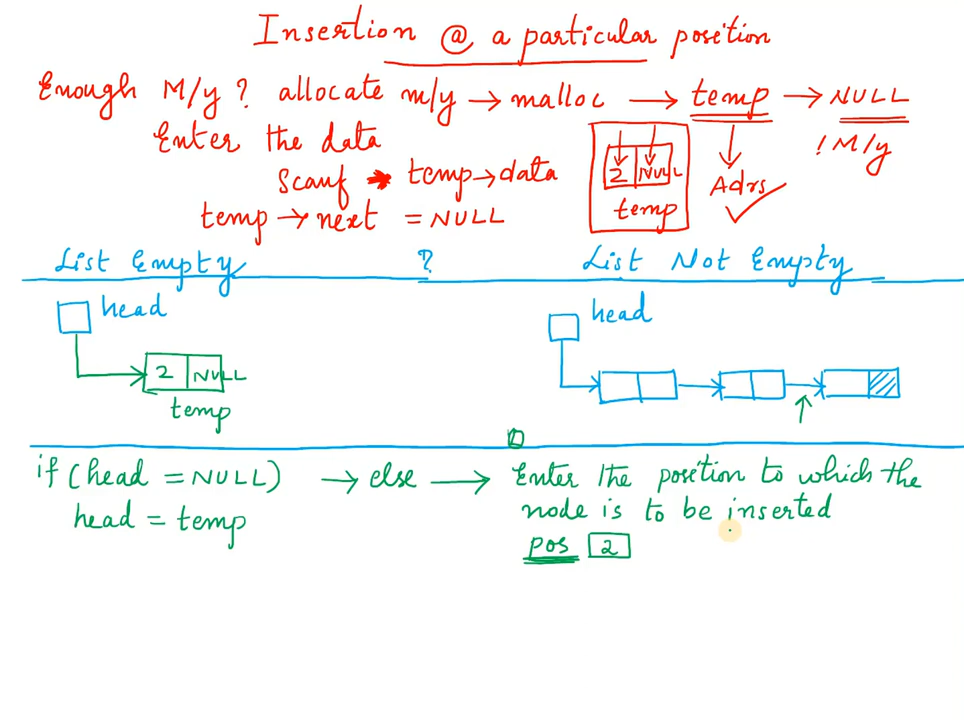 Insertion @ a particular position
Enough M/y ? allocate m/y → malloc → temp → NULL
Enter the data
! M/y
Scanf temp→data
2 NULL
Adrs
temp → next = NULL
temp
List Empty ? List Not Empty
head
head
2 NULL
temp
if (head = NULL) → else → Enter the position to which the
head = temp
node is to be inserted
pos 2